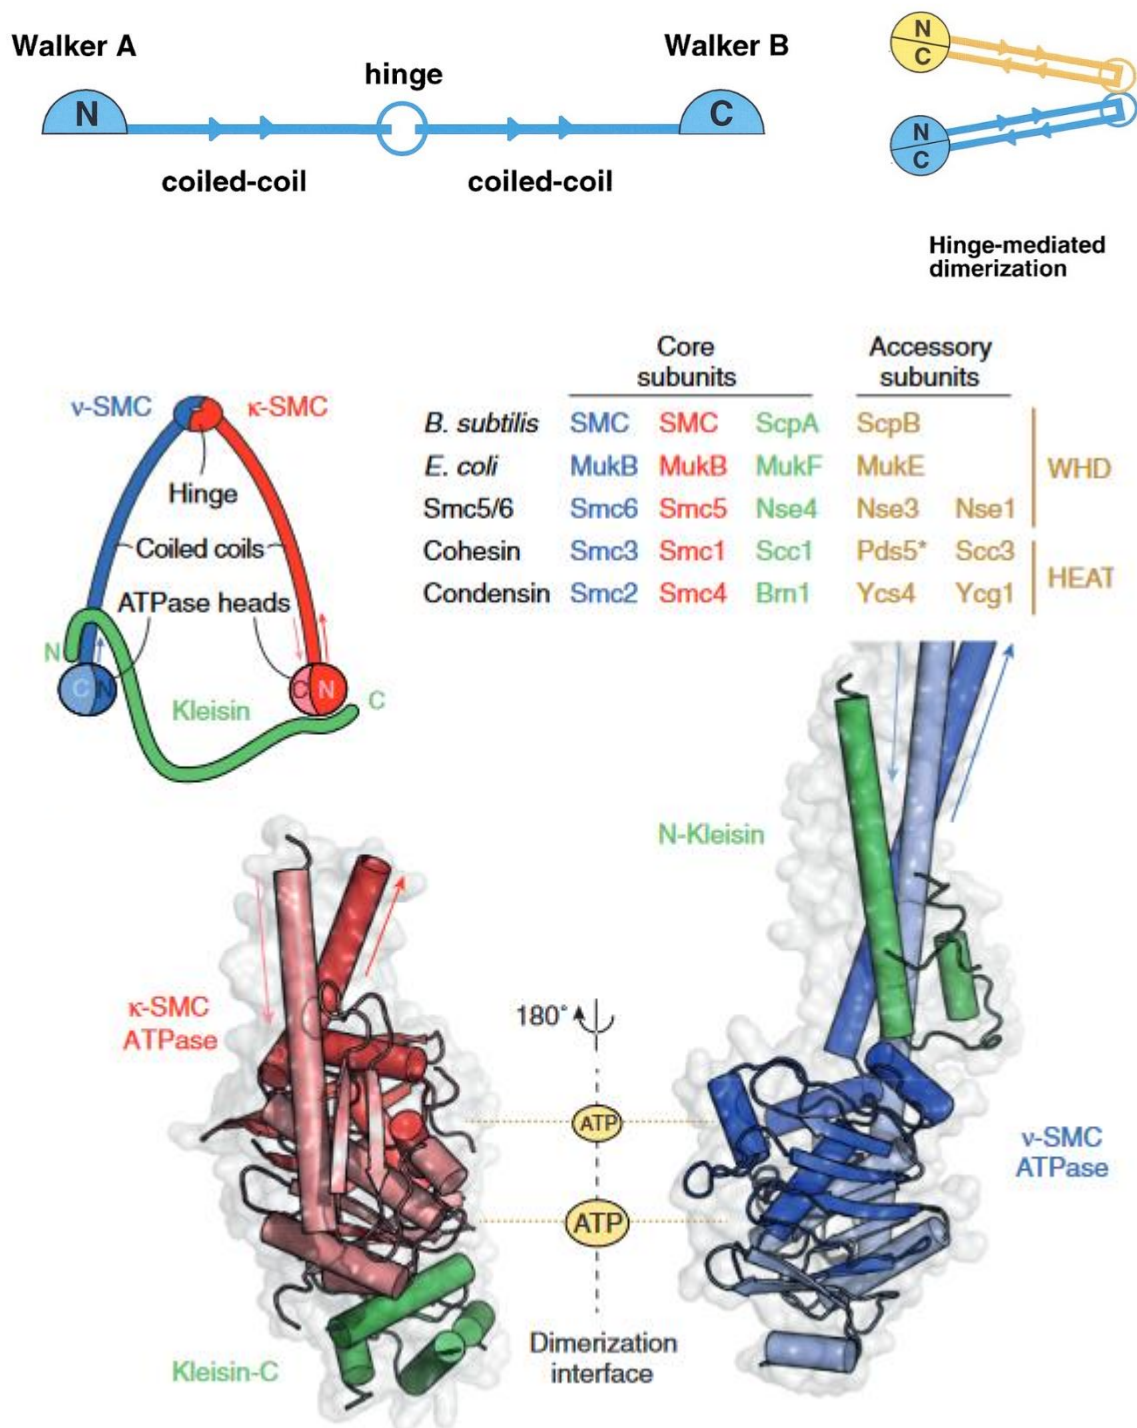 Walker A
Walker B
hinge
N
C
coiled-coil
coiled-coil
N
C
N
C
Hinge-mediated
dimerization
Core
subunits
Accessory
subunits
B. subtilis SMC SMC ScpA ScpB
E. coli MukB MukB MukF MukE
WHD
Smc5/6 Smc6 Smc5 Nse4 Nse3 Nse1
Cohesin Smc3 Smc1 Scc1 Pds5* Scc3
HEAT
Condensin Smc2 Smc4 Brn1 Ycs4 Ycg1
ν-SMC
κ-SMC
Hinge
Coiled coils
ATPase heads
N
C N
C N
Kleisin
C
N-Kleisin
κ-SMC
ATPase
180°
ATP
ATP
ν-SMC
ATPase
Dimerization
interface
Kleisin-C